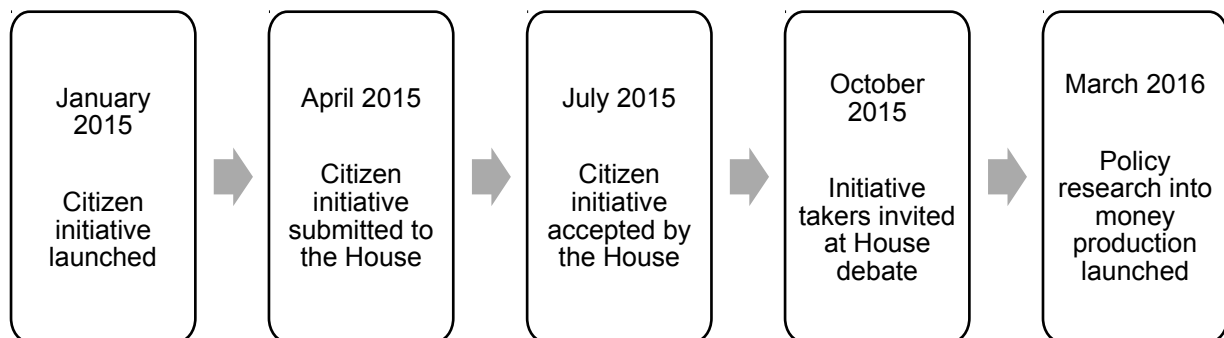 January
2015
Citizen
initiative
launched
April 2015
Citizen
initiative
submitted to
the House
July 2015
Citizen
initiative
accepted by
the House
October
2015
Initiative
takers invited
at House
debate
March 2016
Policy
research into
money
production
launched